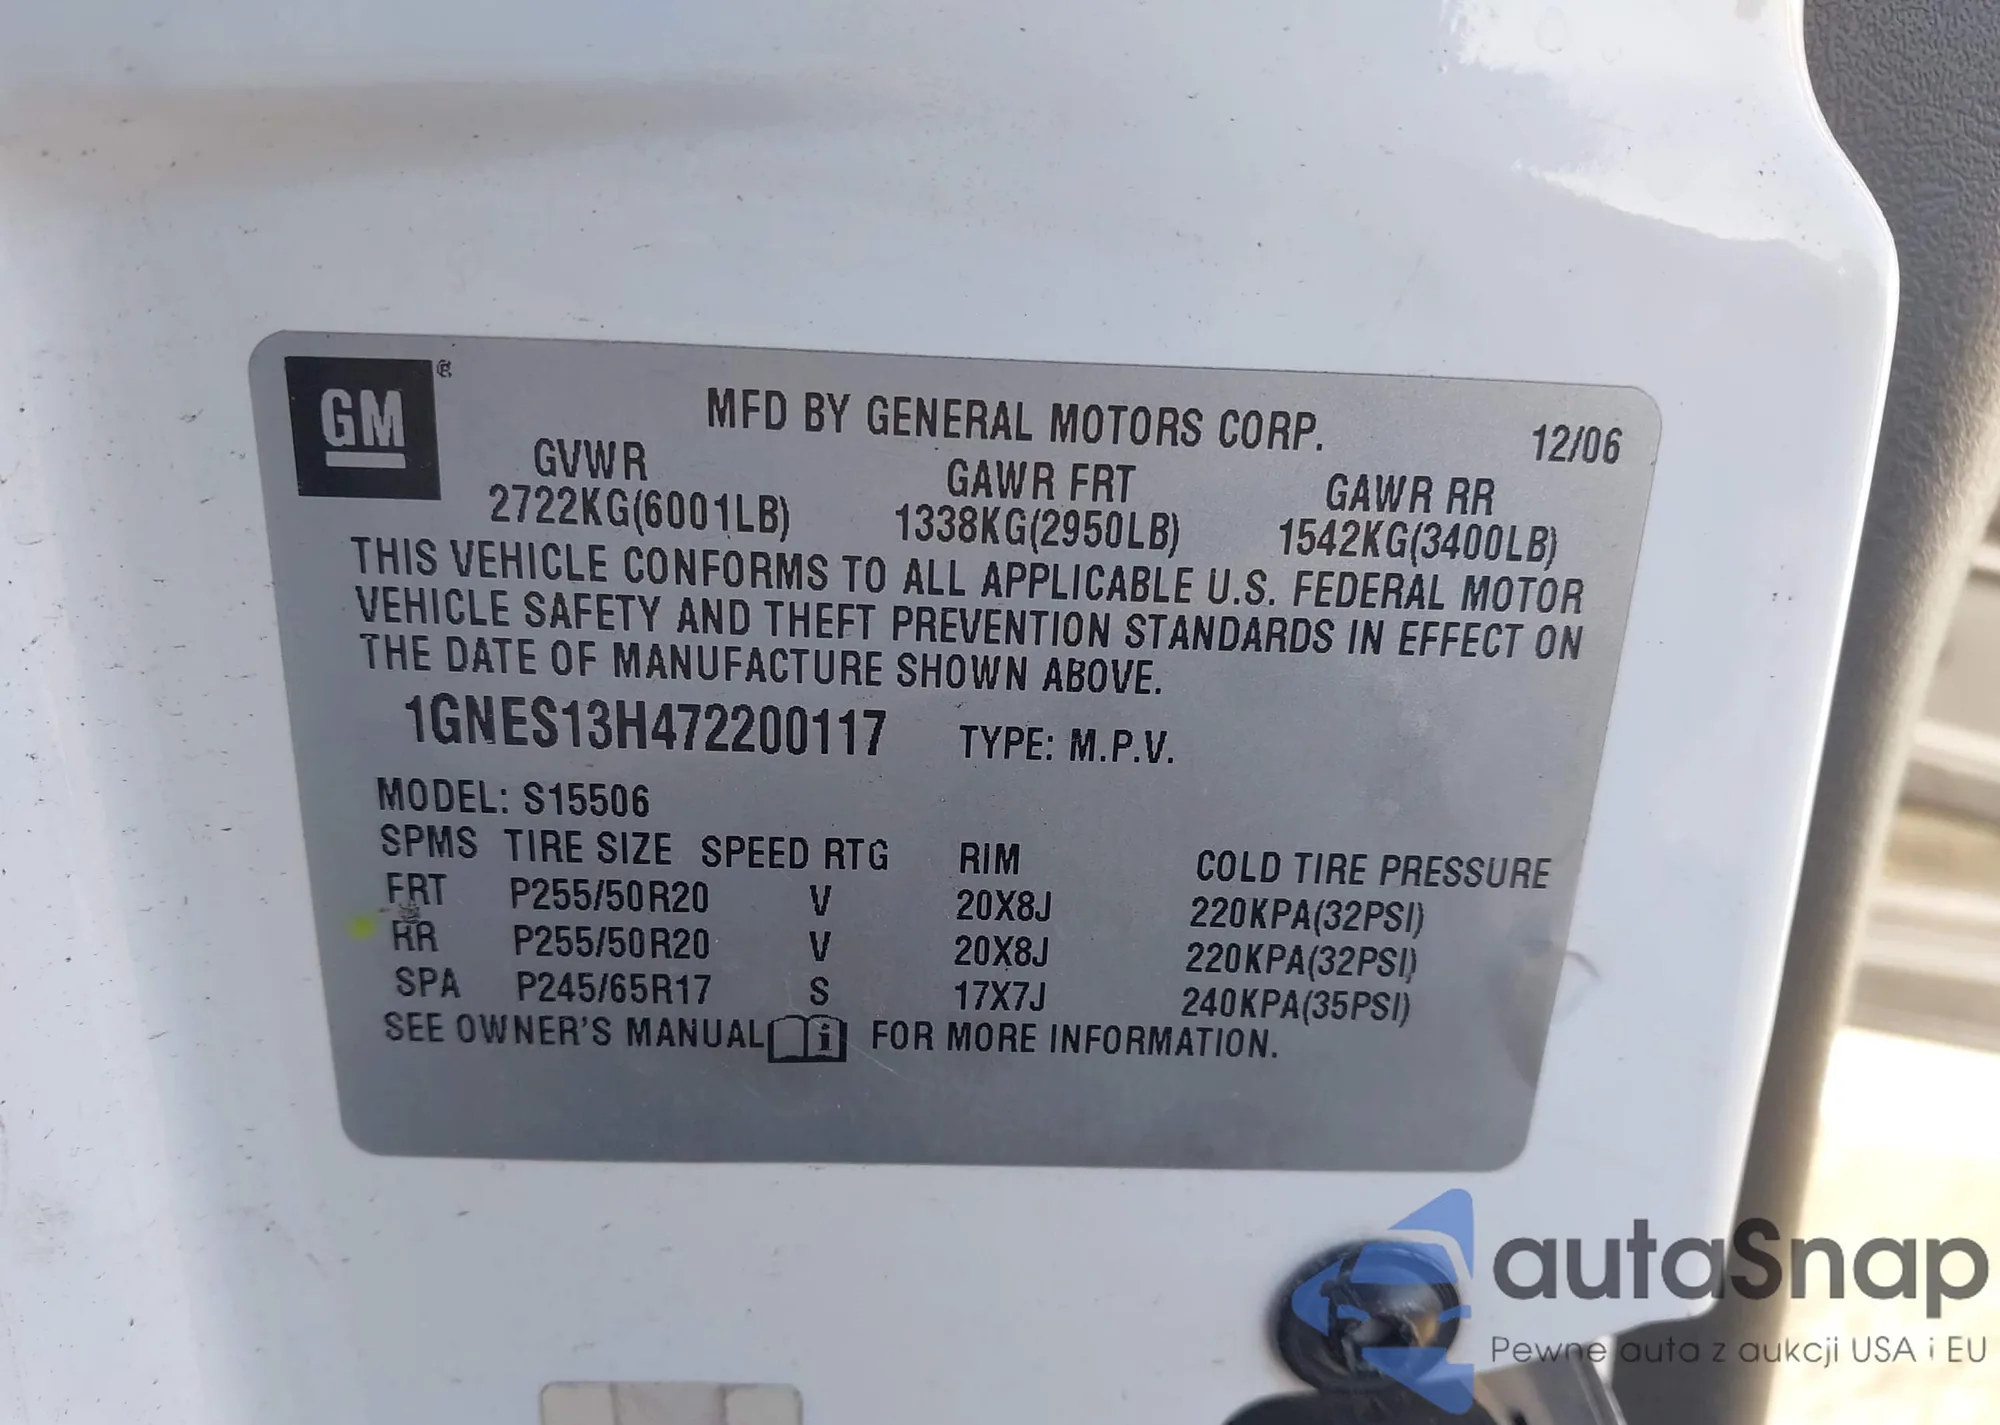 GM®
MFD BY GENERAL MOTORS CORP. 12/06
GVWR GAWR FRT GAWR RR
2722KG(6001LB) 1338KG(2950LB) 1542KG(3400LB)
THIS VEHICLE CONFORMS TO ALL APPLICABLE U.S. FEDERAL MOTOR
VEHICLE SAFETY AND THEFT PREVENTION STANDARDS IN EFFECT ON
THE DATE OF MANUFACTURE SHOWN ABOVE.
1GNES13H472200117 TYPE: M.P.V.
MODEL: S15506
SPMS TIRE SIZE SPEED RTG RIM COLD TIRE PRESSURE
FRT P255/50R20 V 20X8J 220KPA(32PSI)
RR P255/50R20 V 20X8J 220KPA(32PSI)
SPA P245/65R17 S 17X7J 240KPA(35PSI)
SEE OWNER'S MANUAL i FOR MORE INFORMATION.
autaSnap
Pewne auta z aukcji USA i EU